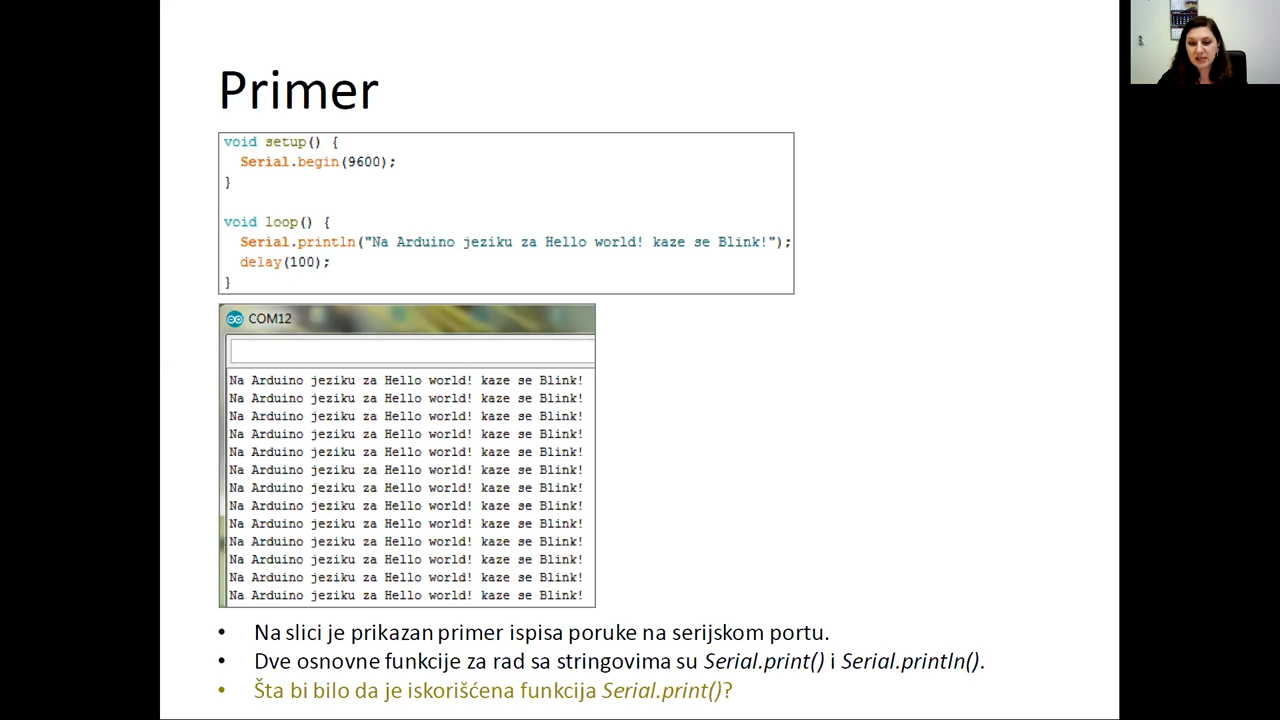 Primer
void setup() {
Serial.begin(9600);
}
void loop() {
Serial.println("Na Arduino jeziku za Hello world! kaze se Blink!");
delay(100);
}
COM12
Na Arduino jeziku za Hello world! kaze se Blink!
Na Arduino jeziku za Hello world! kaze se Blink!
Na Arduino jeziku za Hello world! kaze se Blink!
Na Arduino jeziku za Hello world! kaze se Blink!
Na Arduino jeziku za Hello world! kaze se Blink!
Na Arduino jeziku za Hello world! kaze se Blink!
Na Arduino jeziku za Hello world! kaze se Blink!
Na Arduino jeziku za Hello world! kaze se Blink!
Na Arduino jeziku za Hello world! kaze se Blink!
Na Arduino jeziku za Hello world! kaze se Blink!
Na Arduino jeziku za Hello world! kaze se Blink!
Na Arduino jeziku za Hello world! kaze se Blink!
Na Arduino jeziku za Hello world! kaze se Blink!
• Na slici je prikazan primer ispisa poruke na serijskom portu.
• Dve osnovne funkcije za rad sa stringovima su Serial.print() i Serial.println().
• Šta bi bilo da je iskorišćena funkcija Serial.print()?